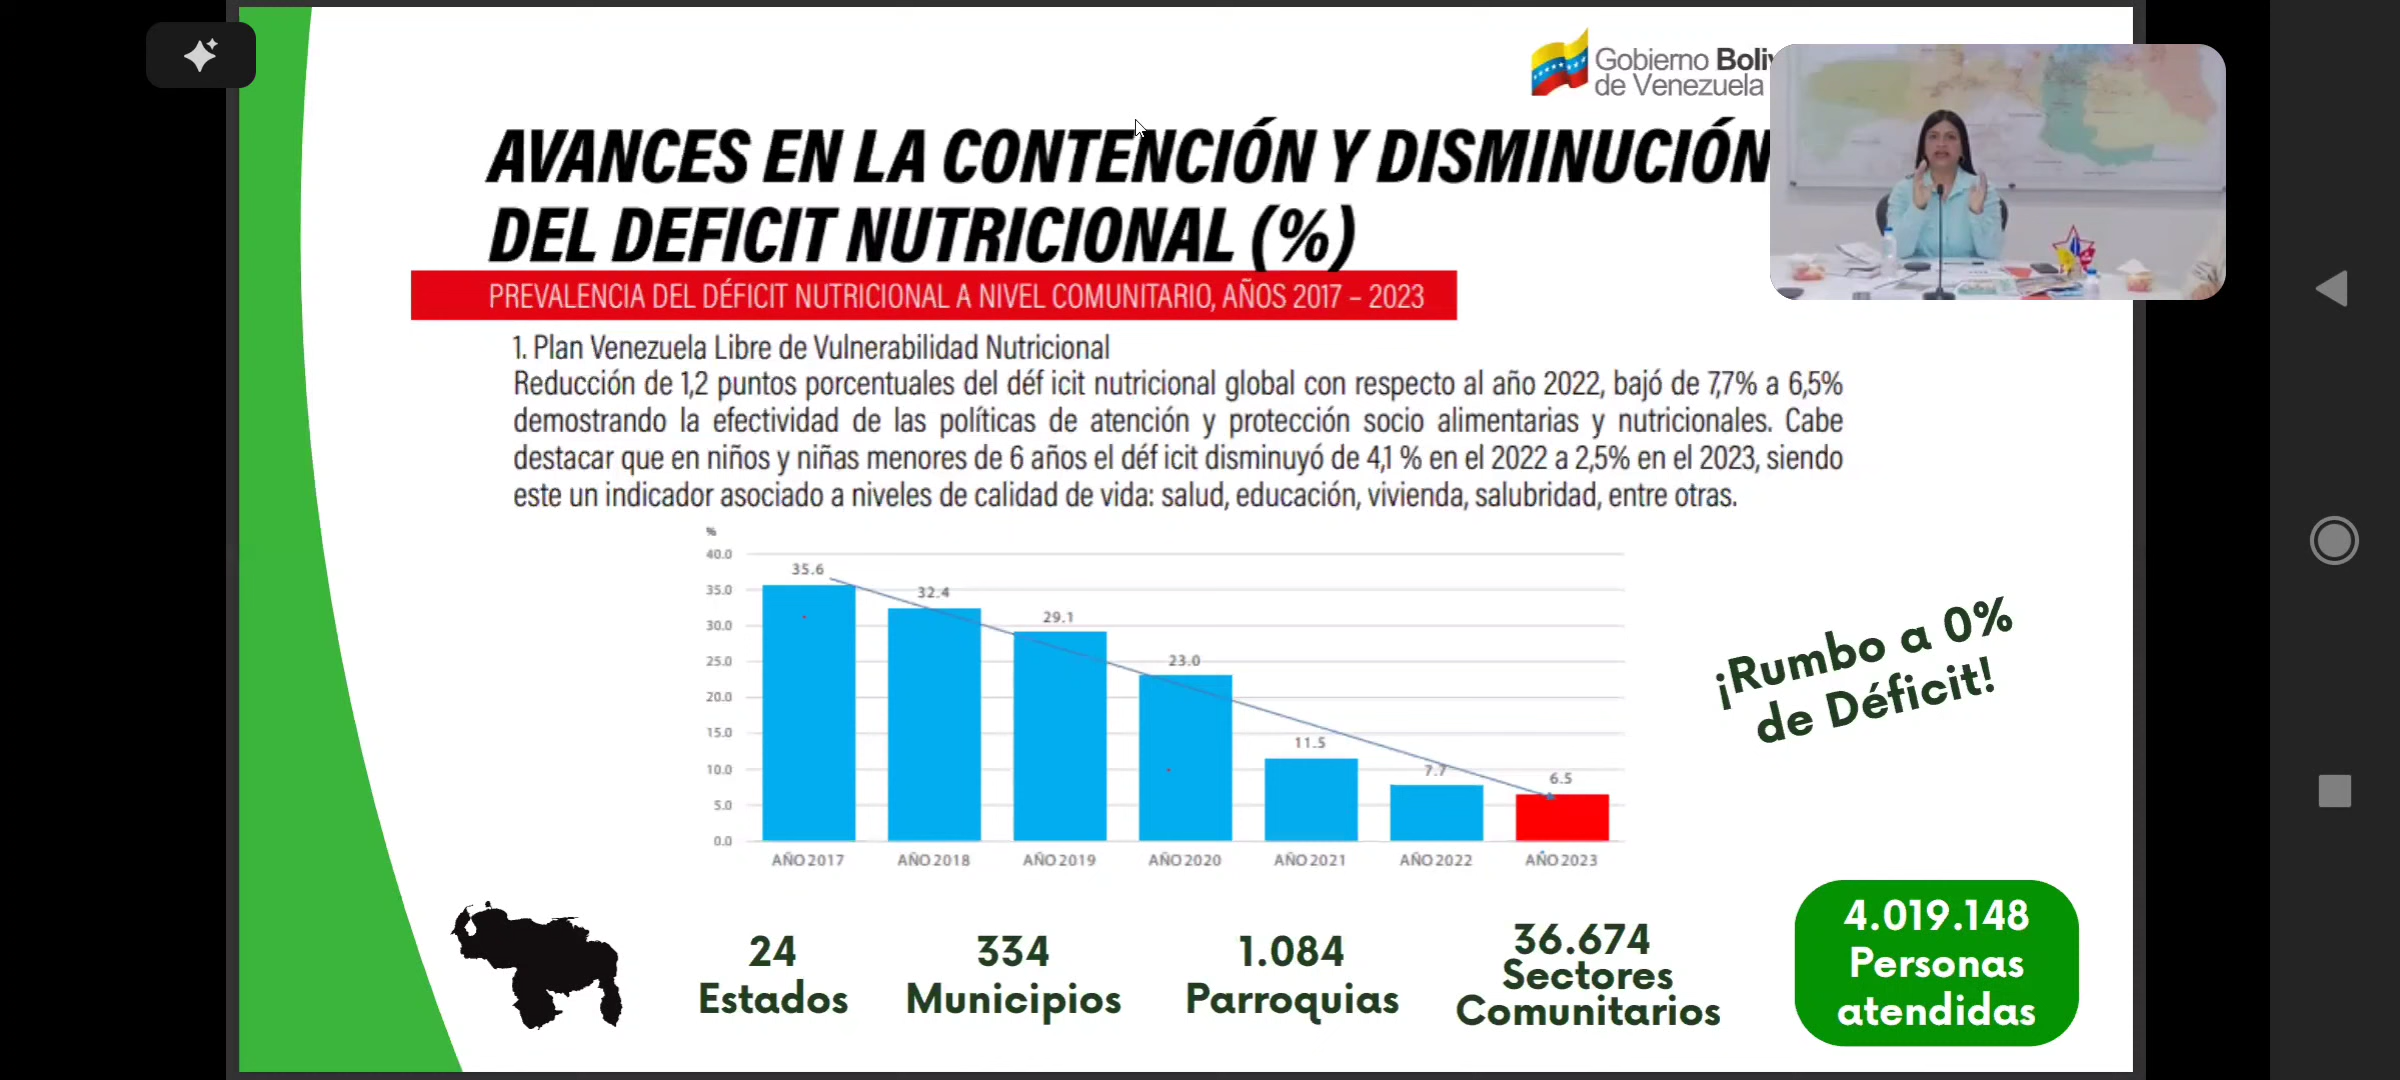 Gobierno Boliv
de Venezuela
AVANCES EN LA CONTENCIÓN Y DISMINUCIÓN
DEL DEFICIT NUTRICIONAL (%)
PREVALENCIA DEL DÉFICIT NUTRICIONAL A NIVEL COMUNITARIO, AÑOS 2017 – 2023
1. Plan Venezuela Libre de Vulnerabilidad Nutricional
Reducción de 1,2 puntos porcentuales del déf icit nutricional global con respecto al año 2022, bajó de 7,7% a 6,5%
demostrando la efectividad de las políticas de atención y protección socio alimentarias y nutricionales. Cabe
destacar que en niños y niñas menores de 6 años el déf icit disminuyó de 4,1 % en el 2022 a 2,5% en el 2023, siendo
este un indicador asociado a niveles de calidad de vida: salud, educación, vivienda, salubridad, entre otras.
%
40.0
35.0
30.0
25.0
20.0
15.0
10.0
5.0
0.0
35.6
32.4
29.1
23.0
11.5
7.7
6.5
AÑO 2017
AÑO 2018
AÑO 2019
AÑO 2020
AÑO 2021
AÑO 2022
AÑO 2023
¡Rumbo a 0%
de Déficit!
24
Estados
334
Municipios
1.084
Parroquias
36.674
Sectores
Comunitarios
4.019.148
Personas
atendidas